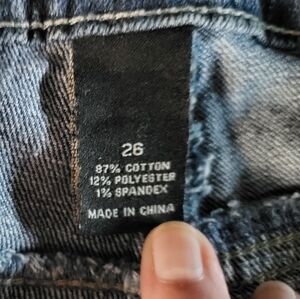 26
87% COTTON
12% POLYESTER
1% SPANDEX
MADE IN CHINA